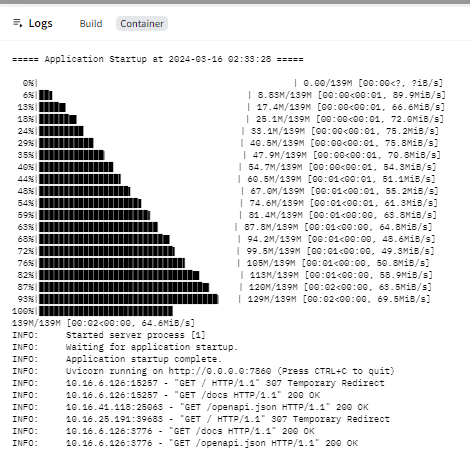 Logs Build Container
===== Application Startup at 2024-03-16 02:33:28 =====
0%| | 0.00/139M [00:00<?, ?iB/s]
6%| | 8.83M/139M [00:00<00:01, 89.9MiB/s]
13%| | 17.4M/139M [00:00<00:01, 66.6MiB/s]
18%| | 25.1M/139M [00:00<00:01, 72.0MiB/s]
24%| | 33.1M/139M [00:00<00:01, 75.2MiB/s]
29%| | 40.5M/139M [00:00<00:01, 75.8MiB/s]
35%| | 47.9M/139M [00:00<00:01, 70.8MiB/s]
40%| | 54.7M/139M [00:00<00:01, 54.3MiB/s]
44%| | 60.5M/139M [00:01<00:01, 51.1MiB/s]
48%| | 67.0M/139M [00:01<00:01, 55.2MiB/s]
54%| | 74.6M/139M [00:01<00:01, 61.3MiB/s]
59%| | 81.4M/139M [00:01<00:00, 63.8MiB/s]
63%| | 87.8M/139M [00:01<00:00, 64.8MiB/s]
68%| | 94.2M/139M [00:01<00:00, 48.6MiB/s]
72%| | 99.5M/139M [00:01<00:00, 49.3MiB/s]
76%| | 105M/139M [00:01<00:00, 50.8MiB/s]
82%| | 113M/139M [00:01<00:00, 58.9MiB/s]
87%| | 120M/139M [00:02<00:00, 63.5MiB/s]
93%| | 129M/139M [00:02<00:00, 69.5MiB/s]
100%|
139M/139M [00:02<00:00, 64.6MiB/s]
INFO: Started server process [1]
INFO: Waiting for application startup.
INFO: Application startup complete.
INFO: Uvicorn running on http://0.0.0.0:7860 (Press CTRL+C to quit)
INFO: 10.16.6.126:15257 - "GET / HTTP/1.1" 307 Temporary Redirect
INFO: 10.16.6.126:15257 - "GET /docs HTTP/1.1" 200 OK
INFO: 10.16.41.118:25063 - "GET /openapi.json HTTP/1.1" 200 OK
INFO: 10.16.25.191:39683 - "GET / HTTP/1.1" 307 Temporary Redirect
INFO: 10.16.6.126:3776 - "GET /docs HTTP/1.1" 200 OK
INFO: 10.16.6.126:3776 - "GET /openapi.json HTTP/1.1" 200 OK